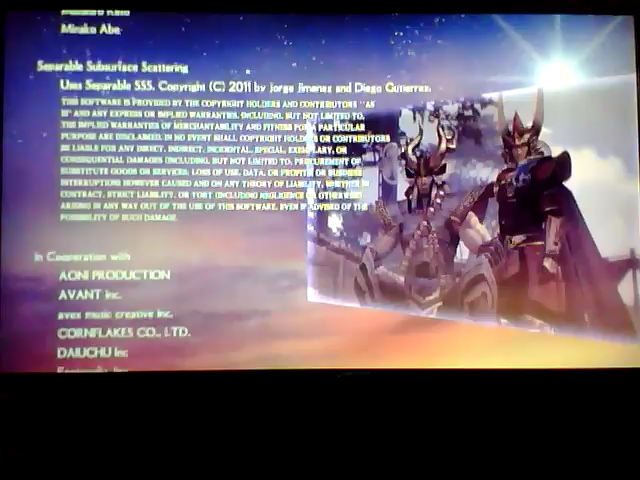 Mirako Abe
Separable Subsurface Scattering
Uses Separable SSS. Copyright (C) 2011 by Jorge Jimenez and Diego Gutierrez.
THIS SOFTWARE IS PROVIDED BY THE COPYRIGHT HOLDERS AND CONTRIBUTORS "AS
IS" AND ANY EXPRESS OR IMPLIED WARRANTIES, INCLUDING, BUT NOT LIMITED TO,
THE IMPLIED WARRANTIES OF MERCHANTABILITY AND FITNESS FOR A PARTICULAR
PURPOSE ARE DISCLAIMED. IN NO EVENT SHALL COPYRIGHT HOLDERS OR CONTRIBUTORS
BE LIABLE FOR ANY DIRECT, INDIRECT, INCIDENTAL, SPECIAL, EXEMPLARY, OR
CONSEQUENTIAL DAMAGES (INCLUDING, BUT NOT LIMITED TO, PROCUREMENT OF
SUBSTITUTE GOODS OR SERVICES, LOSS OF USE, DATA, OR PROFITS OR BUSINESS
INTERRUPTION) HOWEVER CAUSED AND ON ANY THEORY OF LIABILITY, WHETHER IN
CONTRACT, STRICT LIABILITY, OR TORT (INCLUDING NEGLIGENCE OR OTHERWISE)
ARISING IN ANY WAY OUT OF THE USE OF THIS SOFTWARE, EVEN IF ADVISED OF THE
POSSIBILITY OF SUCH DAMAGE.
In Cooperation with
AONI PRODUCTION
AVANT Inc.
avex music creative Inc.
CORNFLAKES CO., LTD.
DAIUCHU Inc